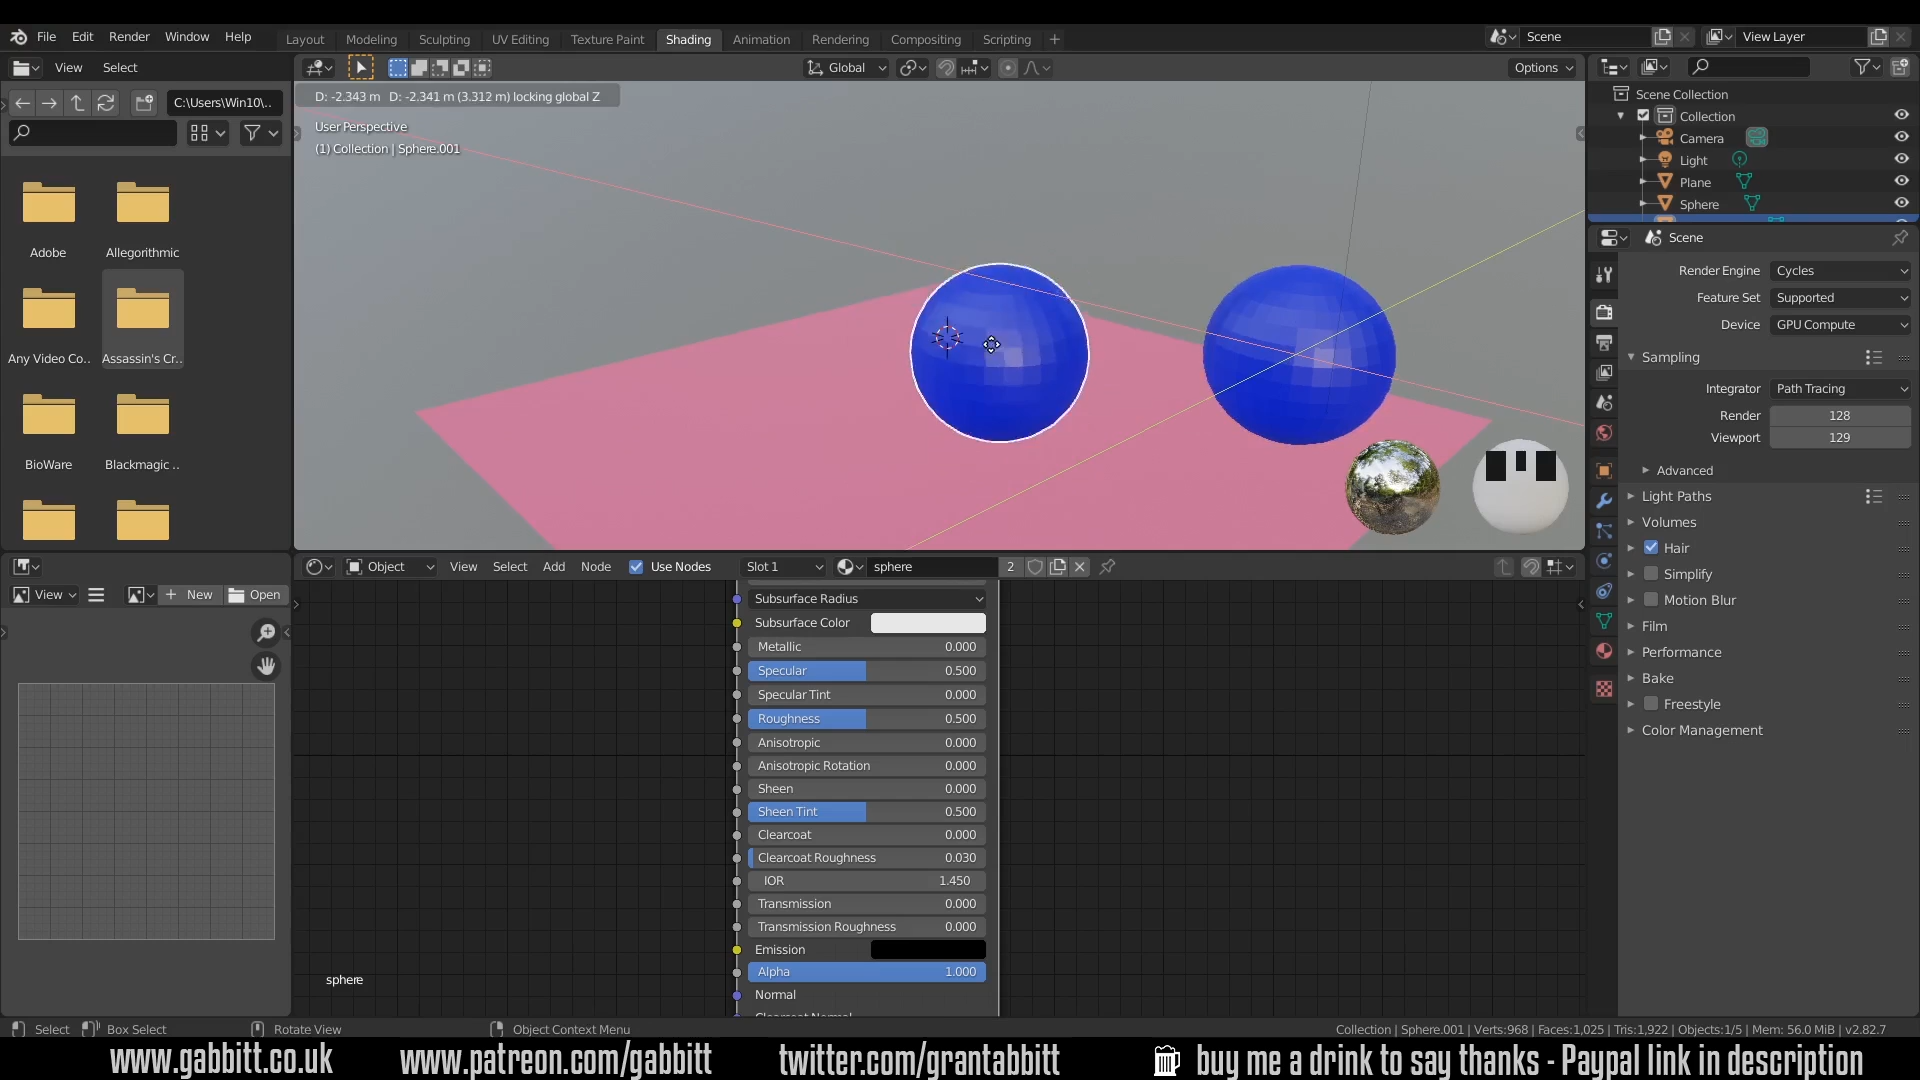 File Edit Render Window Help
Layout Modeling Sculpting UV Editing Texture Paint Shading Animation Rendering Compositing Scripting
Scene
View Layer
View Select
Global
Options
C:\Users\Win10\..
D: -2.343 m D: -2.341 m (3.312 m) locking global Z
User Perspective
(1) Collection | Sphere.001
Adobe
Allegorithmic
Any Video Co..
Assassin's Cr..
BioWare
Blackmagic ..
Scene Collection
Collection
Camera
Light
Plane
Sphere
Scene
Render Engine Cycles
Feature Set Supported
Device GPU Compute
Sampling
Integrator Path Tracing
Render 128
Viewport 129
Advanced
Light Paths
Volumes
Hair
Simplify
Motion Blur
Film
Performance
Bake
Freestyle
Color Management
View New Open
Object View Select Add Node Use Nodes Slot 1 sphere 2
Subsurface Radius
Subsurface Color
Metallic 0.000
Specular 0.500
Specular Tint 0.000
Roughness 0.500
Anisotropic 0.000
Anisotropic Rotation 0.000
Sheen 0.000
Sheen Tint 0.500
Clearcoat 0.000
Clearcoat Roughness 0.030
IOR 1.450
Transmission 0.000
Transmission Roughness 0.000
Emission
Alpha 1.000
Normal
Clearcoat Normal
sphere
Select Box Select Rotate View Object Context Menu
Collection | Sphere.001 | Verts:968 | Faces:1,025 | Tris:1,922 | Objects:1/5 | Mem: 56.0 MiB | v2.82.7
www.gabbitt.co.uk www.patreon.com/gabbitt twitter.com/grantabbitt buy me a drink to say thanks - Paypal link in description